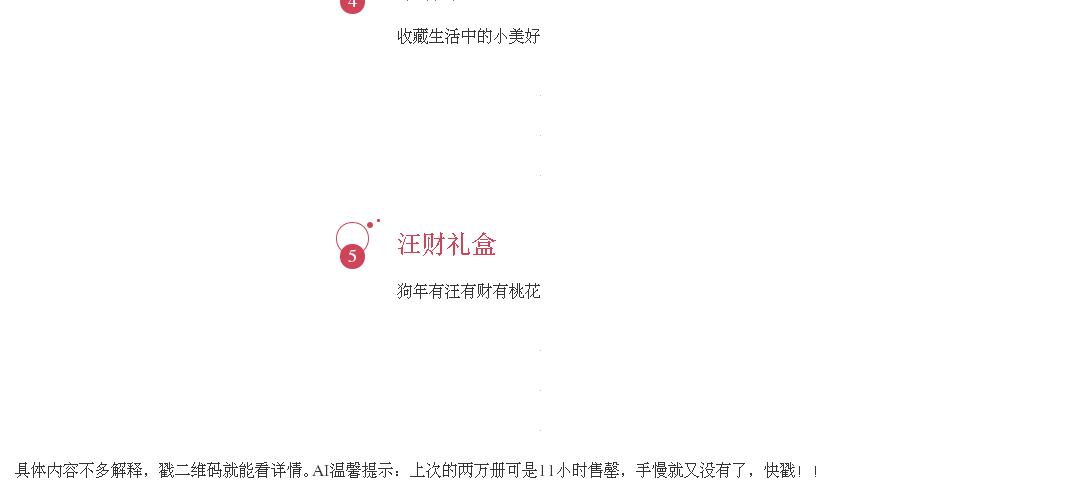 4
收藏生活中的小美好
5
汪财礼盒
狗年有汪有财有桃花
具体内容不多解释，戳二维码就能看详情。AI温馨提示：上次的两万册可是11小时售罄，手慢就又没有了，快戳！！